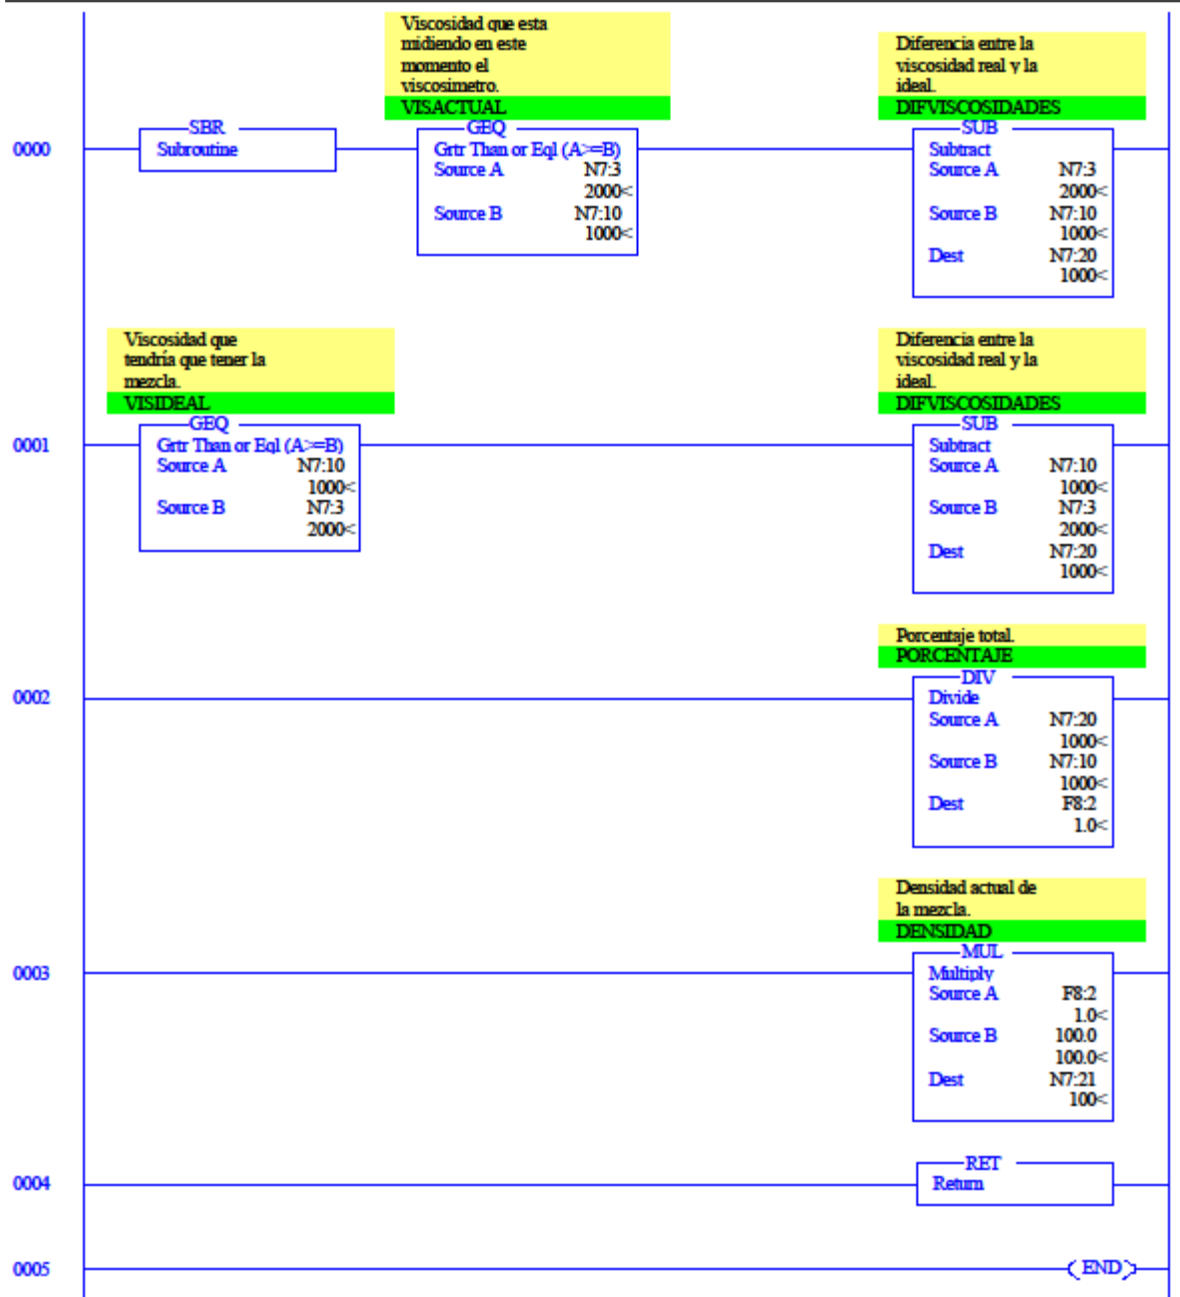 Viscosidad que esta
midiendo en este
momento el
viscosimetro.
VISACTUAL
Diferencia entre la
viscosidad real y la
ideal.
DIFVISCOSIDADES
0000
SBR
Subroutine
GEQ
Grtr Than or Eql (A>=B)
Source A N7:3
2000<
Source B N7:10
1000<
SUB
Subtract
Source A N7:3
2000<
Source B N7:10
1000<
Dest N7:20
1000<
Viscosidad que
tendría que tener la
mezcla.
VISIDEAL
Diferencia entre la
viscosidad real y la
ideal.
DIFVISCOSIDADES
0001
GEQ
Grtr Than or Eql (A>=B)
Source A N7:10
1000<
Source B N7:3
2000<
SUB
Subtract
Source A N7:10
1000<
Source B N7:3
2000<
Dest N7:20
1000<
Porcentaje total.
PORCENTAJE
0002
DIV
Divide
Source A N7:20
1000<
Source B N7:10
1000<
Dest F8:2
1.0<
Densidad actual de
la mezcla.
DENSIDAD
0003
MUL
Multiply
Source A F8:2
1.0<
Source B 100.0
100.0<
Dest N7:21
100<
0004
RET
Return
0005
END